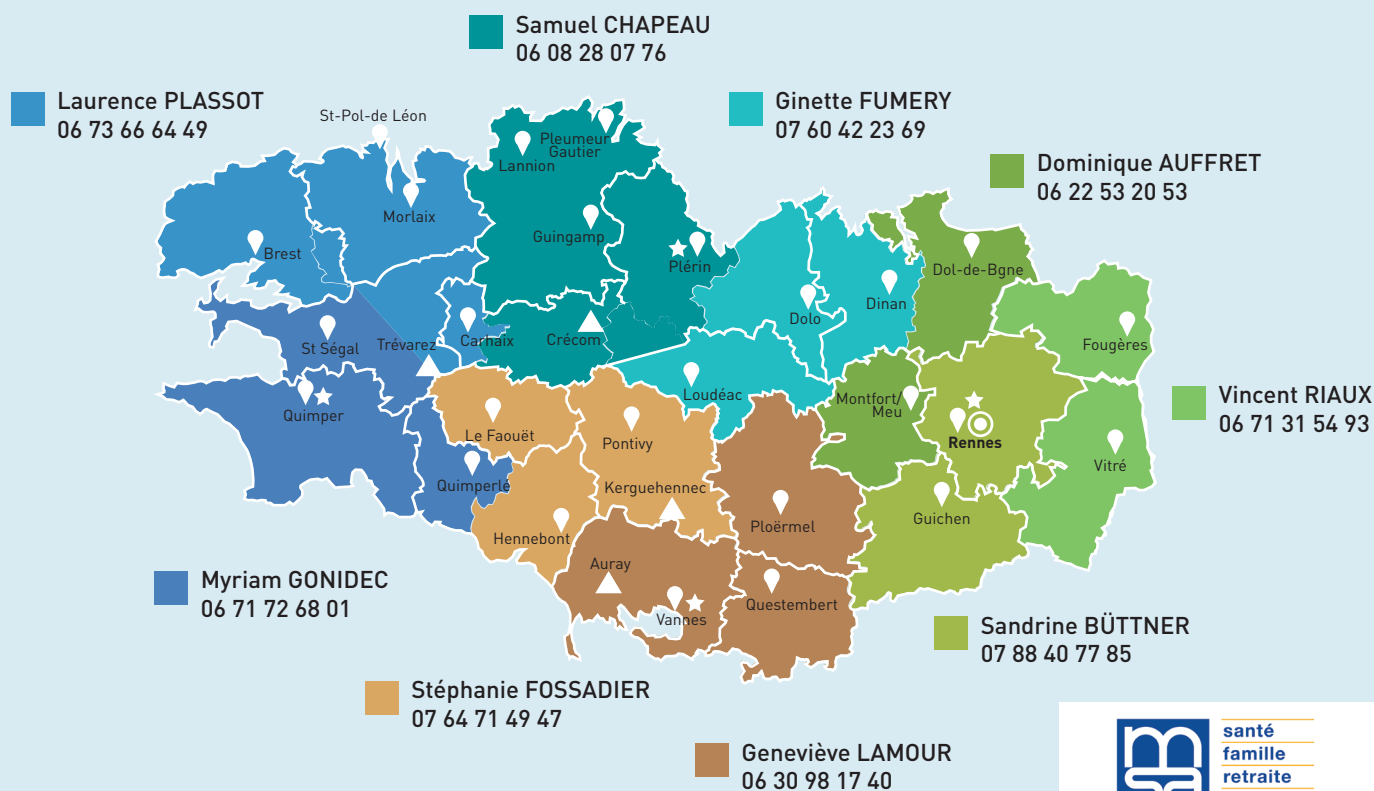 Samuel CHAPEAU
06 08 28 07 76
Laurence PLASSOT
06 73 66 64 49
Ginette FUMERY
07 60 42 23 69
Dominique AUFFRET
06 22 53 20 53
St-Pol-de Léon
Pleumeur
Gautier
Lannion
Morlaix
Guingamp
Brest
Plérin
Dol-de-Bgne
Dinan
Dolo
St Ségal
Trévarez
Carhaix
Crécom
Fougères
Loudéac
Montfort/
Meu
Vincent RIAUX
06 71 31 54 93
Quimper
Le Faouët
Pontivy
Rennes
Vitré
Quimperlé
Kerguehennec
Ploërmel
Guichen
Hennebont
Auray
Vannes
Questembert
Myriam GONIDEC
06 71 72 68 01
Sandrine BÜTTNER
07 88 40 77 85
Stéphanie FOSSADIER
07 64 71 49 47
Geneviève LAMOUR
06 30 98 17 40
msa
santé
famille
retraite